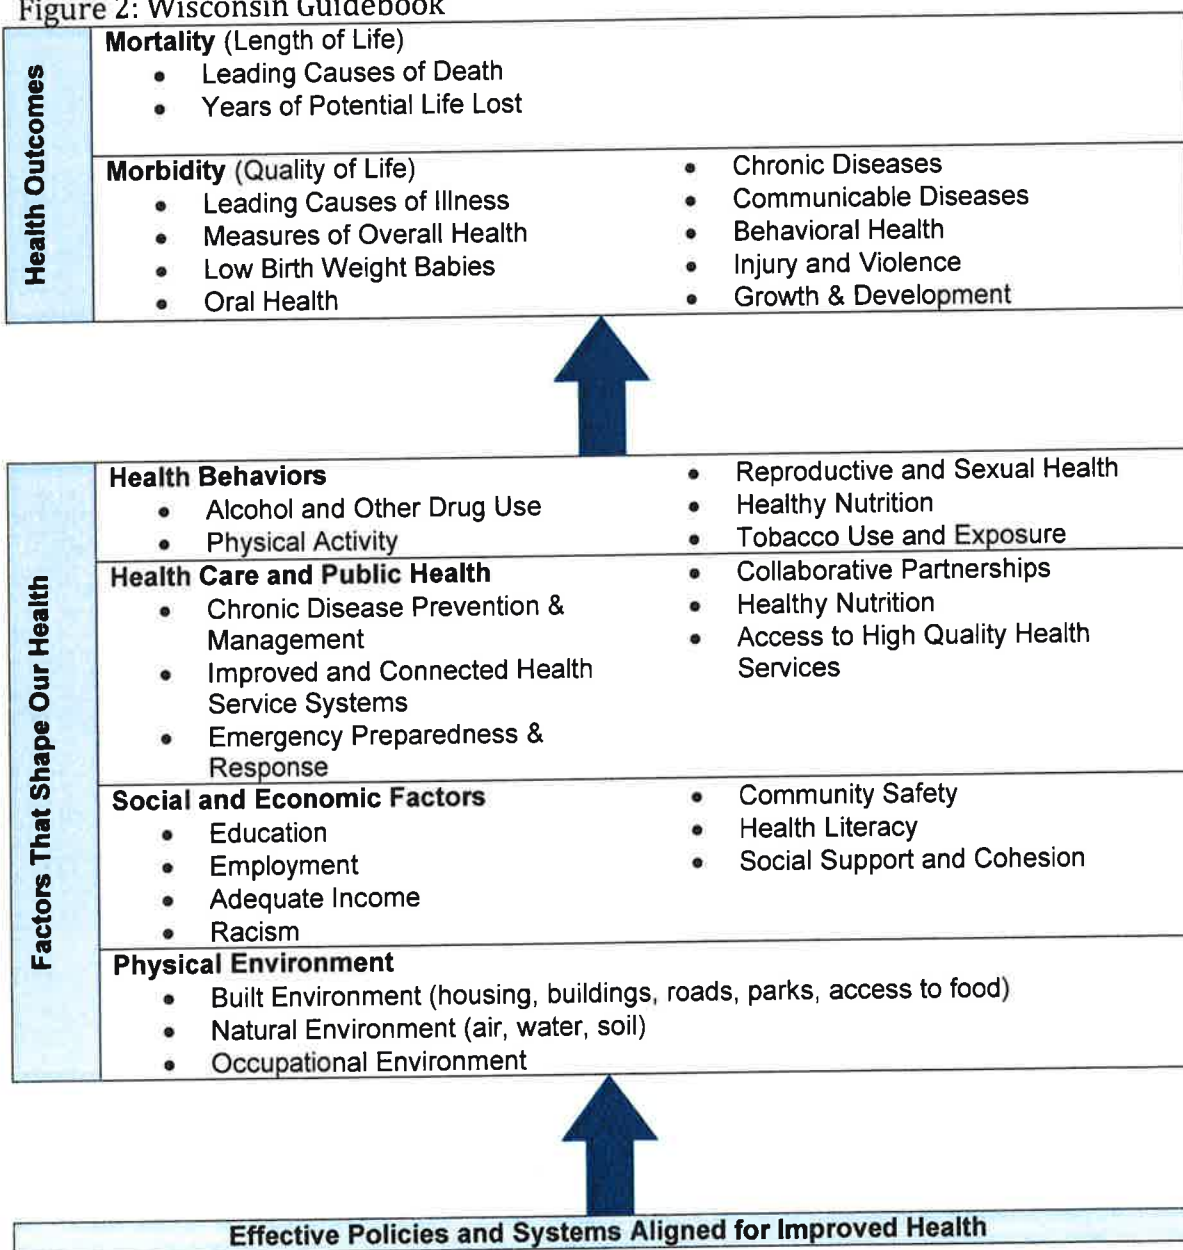 Figure 2: Wisconsin Guidebook
Health Outcomes
Mortality (Length of Life)
• Leading Causes of Death
• Years of Potential Life Lost
Morbidity (Quality of Life)
• Leading Causes of Illness
• Measures of Overall Health
• Low Birth Weight Babies
• Oral Health
• Chronic Diseases
• Communicable Diseases
• Behavioral Health
• Injury and Violence
• Growth & Development
Factors That Shape Our Health
Health Behaviors
• Alcohol and Other Drug Use
• Physical Activity
• Reproductive and Sexual Health
• Healthy Nutrition
• Tobacco Use and Exposure
Health Care and Public Health
• Chronic Disease Prevention &
Management
• Improved and Connected Health
Service Systems
• Emergency Preparedness &
Response
• Collaborative Partnerships
• Healthy Nutrition
• Access to High Quality Health
Services
Social and Economic Factors
• Education
• Employment
• Adequate Income
• Racism
• Community Safety
• Health Literacy
• Social Support and Cohesion
Physical Environment
• Built Environment (housing, buildings, roads, parks, access to food)
• Natural Environment (air, water, soil)
• Occupational Environment
Effective Policies and Systems Aligned for Improved Health